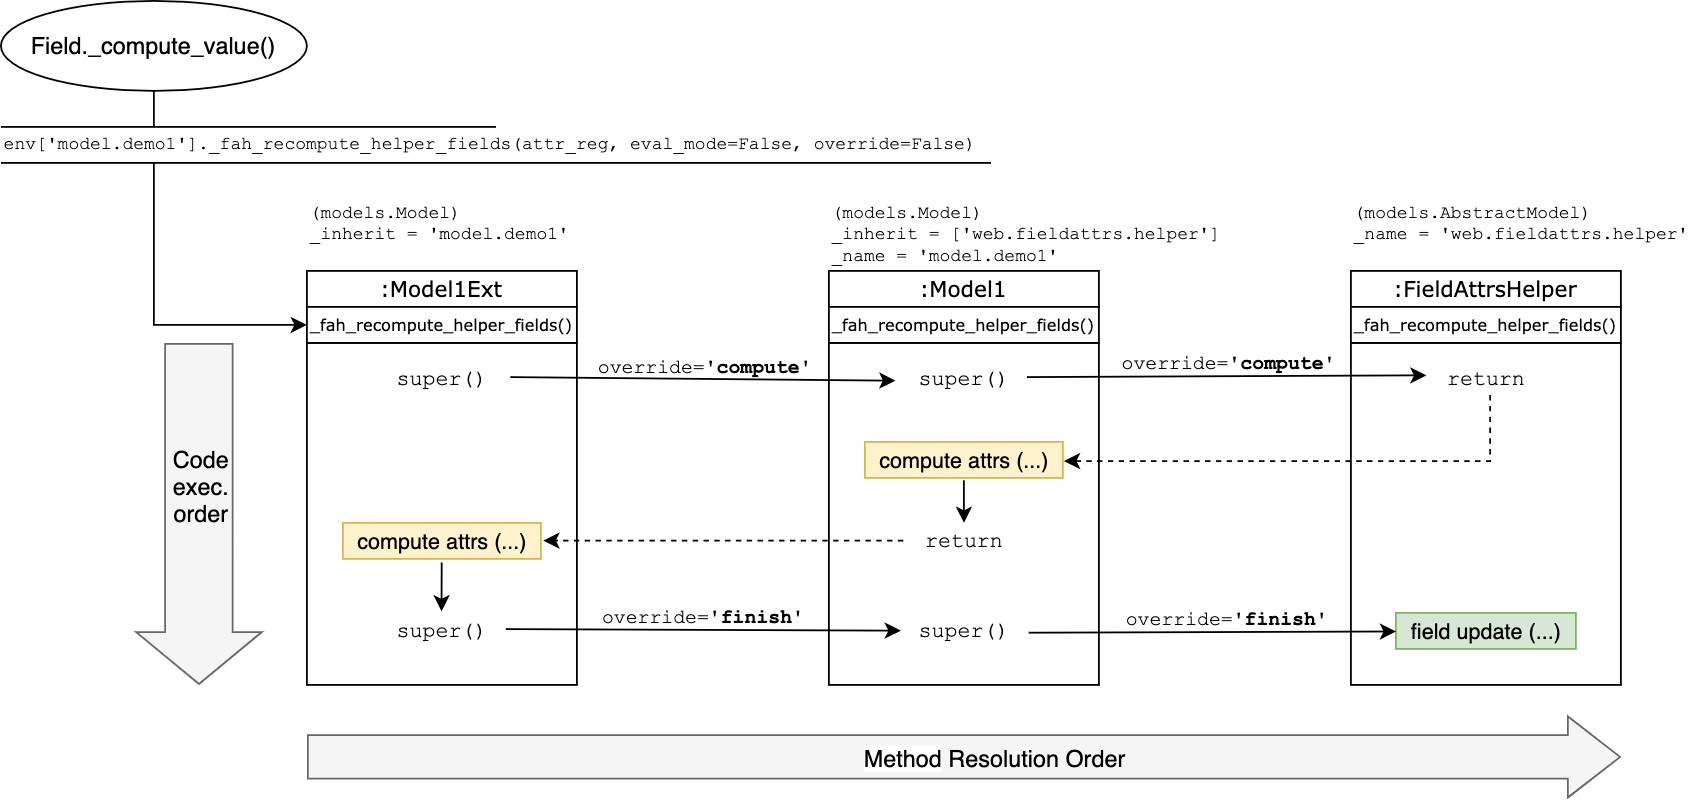 Field._compute_value()
env['model.demo1']._fah_recompute_helper_fields(attr_reg, eval_mode=False, override=False)
(models.Model)
_inherit = 'model.demo1'
(models.Model)
_inherit = ['web.fieldattrs.helper']
_name = 'model.demo1'
(models.AbstractModel)
_name = 'web.fieldattrs.helper'
:Model1Ext
:Model1
:FieldAttrsHelper
_fah_recompute_helper_fields()
_fah_recompute_helper_fields()
_fah_recompute_helper_fields()
super()
override='compute'
super()
override='compute'
return
Code
exec.
order
compute attrs (...)
compute attrs (...)
return
super()
override='finish'
super()
override='finish'
field update (...)
Method Resolution Order